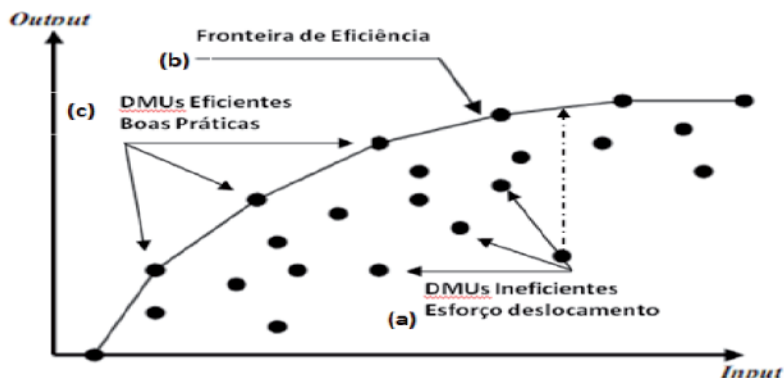 Output
Fronteira de Eficiência
(b)
(c)
DMUs Eficientes
Boas Práticas
DMUs Ineficientes
Esforço deslocamento
(a)
Input